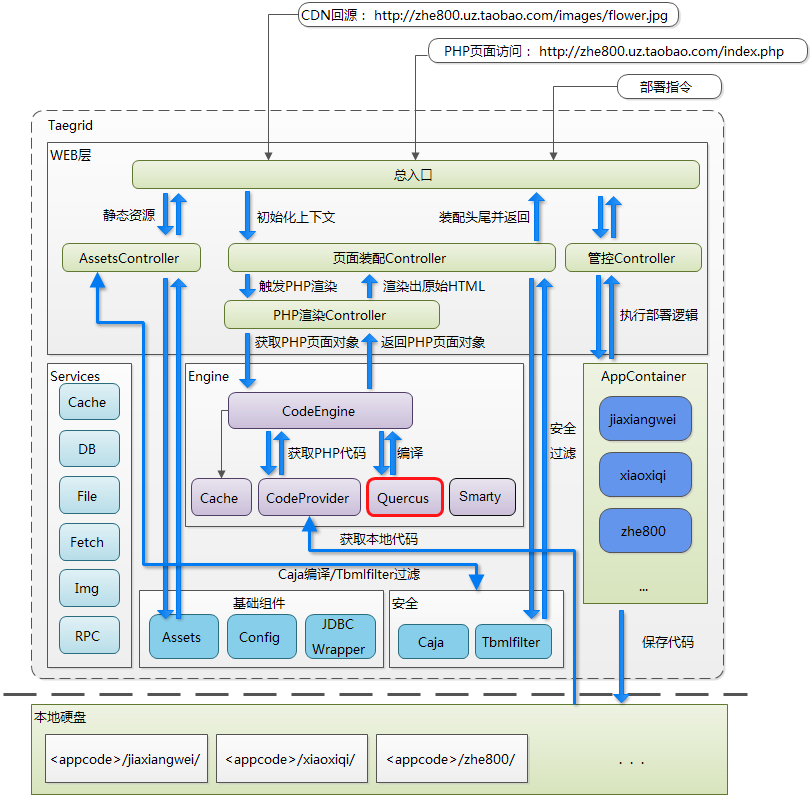 CDN回源： http://zhe800.uz.taobao.com/images/flower.jpg
PHP页面访问： http://zhe800.uz.taobao.com/index.php
部署指令
Taegrid
WEB层
总入口
静态资源
初始化上下文
装配头尾并返回
AssetsController
页面装配Controller
管控Controller
触发PHP渲染
渲染出原始HTML
PHP渲染Controller
执行部署逻辑
获取PHP页面对象
返回PHP页面对象
Services
Cache
DB
File
Fetch
Img
RPC
Engine
CodeEngine
获取PHP代码
编译
Cache
CodeProvider
Quercus
Smarty
安全
过滤
AppContainer
jiaxiangwei
xiaoxiqi
zhe800
...
获取本地代码
Caja编译/Tbmlfilter过滤
基础组件
Assets
Config
JDBC
Wrapper
安全
Caja
Tbmlfilter
保存代码
本地硬盘
<appcode>/jiaxiangwei/
<appcode>/xiaoxiqi/
<appcode>/zhe800/
. . .